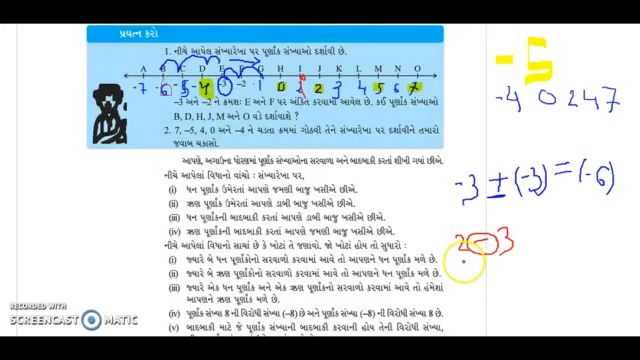 પ્રયત્ન કરો
1. નીચે આપેલ સંખ્યારેખા પર પૂર્ણાંક સંખ્યાઓ દર્શાવી છે.
A B C D E F G H I J K L M N O
-7 -6 -5 -4 -3 -2 -1 0 1 2 3 4 5 6 7
-3 અને -2 ને ક્રમશઃ E અને F પર અંકિત કરવામાં આવેલ છે. કઈ પૂર્ણાંક સંખ્યાઓ
B, D, H, J, M અને O વડે દર્શાવાશે ?
2. 7, -5, 4, 0 અને -4 ને ચડતા ક્રમમાં ગોઠવી તેને સંખ્યારેખા પર દર્શાવીને તમારો
જવાબ ચકાસો.
આપણે, અગાઉના ધોરણમાં પૂર્ણાંક સંખ્યાઓના સરવાળા અને બાદબાકી કરતાં શીખી ગયાં છીએ.
નીચે આપેલાં વિધાનો વાંચો : સંખ્યારેખા પર,
(i) ધન પૂર્ણાંક ઉમેરતાં આપણે જમણી બાજુ ખસીએ છીએ.
(ii) ઋણ પૂર્ણાંક ઉમેરતાં આપણે ડાબી બાજુ ખસીએ છીએ.
(iii) ધન પૂર્ણાંકની બાદબાકી કરતાં આપણે ડાબી બાજુ ખસીએ છીએ.
(iv) ઋણ પૂર્ણાંકની બાદબાકી કરતાં આપણે જમણી બાજુ ખસીએ છીએ.
નીચે આપેલાં વિધાનો સાચાં છે કે ખોટાં તે જણાવો. જો ખોટાં હોય તો સુધારો :
(i) જ્યારે બે ધન પૂર્ણાંકોનો સરવાળો કરવામાં આવે તો આપણને ધન પૂર્ણાંક મળે છે.
(ii) જ્યારે બે ઋણ પૂર્ણાંકોનો સરવાળો કરવામાં આવે તો આપણને ધન પૂર્ણાંક મળે છે.
(iii) જ્યારે એક ધન પૂર્ણાંક અને એક ઋણ પૂર્ણાંકનો સરવાળો કરવામાં આવે તો હંમેશાં
આપણને ઋણ પૂર્ણાંક મળે છે.
(iv) પૂર્ણાંક સંખ્યા 8 ની વિરોધી સંખ્યા (-8) છે અને પૂર્ણાંક સંખ્યા (-8) ની વિરોધી સંખ્યા 8 છે.
(v) બાદબાકી માટે જે પૂર્ણાંક સંખ્યાની બાદબાકી કરવાની હોય તેની વિરોધી સંખ્યા,
-5
-4 0 2 4 7
-3 ± (-3) = (-6)
2 - 3
RECORDED WITH
SCREENCAST MATIC